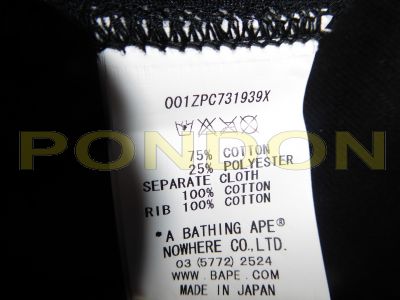 001ZPC731939X
75% COTTON
25% POLYESTER
SEPARATE CLOTH
100% COTTON
RIB 100% COTTON
"A BATHING APE®
NOWHERE CO., LTD.
03 (5772) 2524
WWW.BAPE.COM
MADE IN JAPAN
PONDON